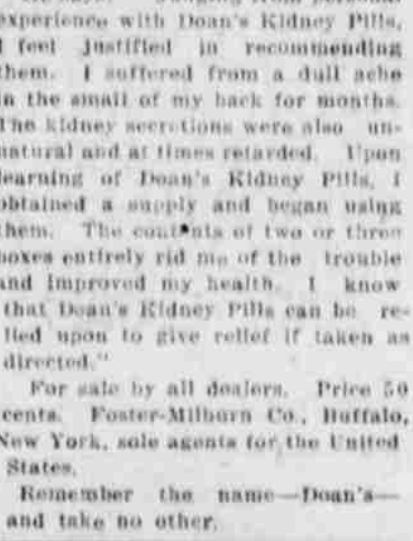 experience with Doan's Kidney Pills,
I feel justified in recommending
them. I suffered from a dull ache
in the small of my back for months.
The kidney secretions were also un-
natural and at times retarded. Upon
learning of Doan's Kidney Pills, I
obtained a supply and began using
them. The contents of two or three
boxes entirely rid me of the trouble
and improved my health. I know
that Doan's Kidney Pills can be re-
lied upon to give relief if taken as
directed."
For sale by all dealers. Price 50
cents. Foster-Milburn Co., Buffalo,
New York, sole agents for the United
States.
Remember the name—Doan's—
and take no other.